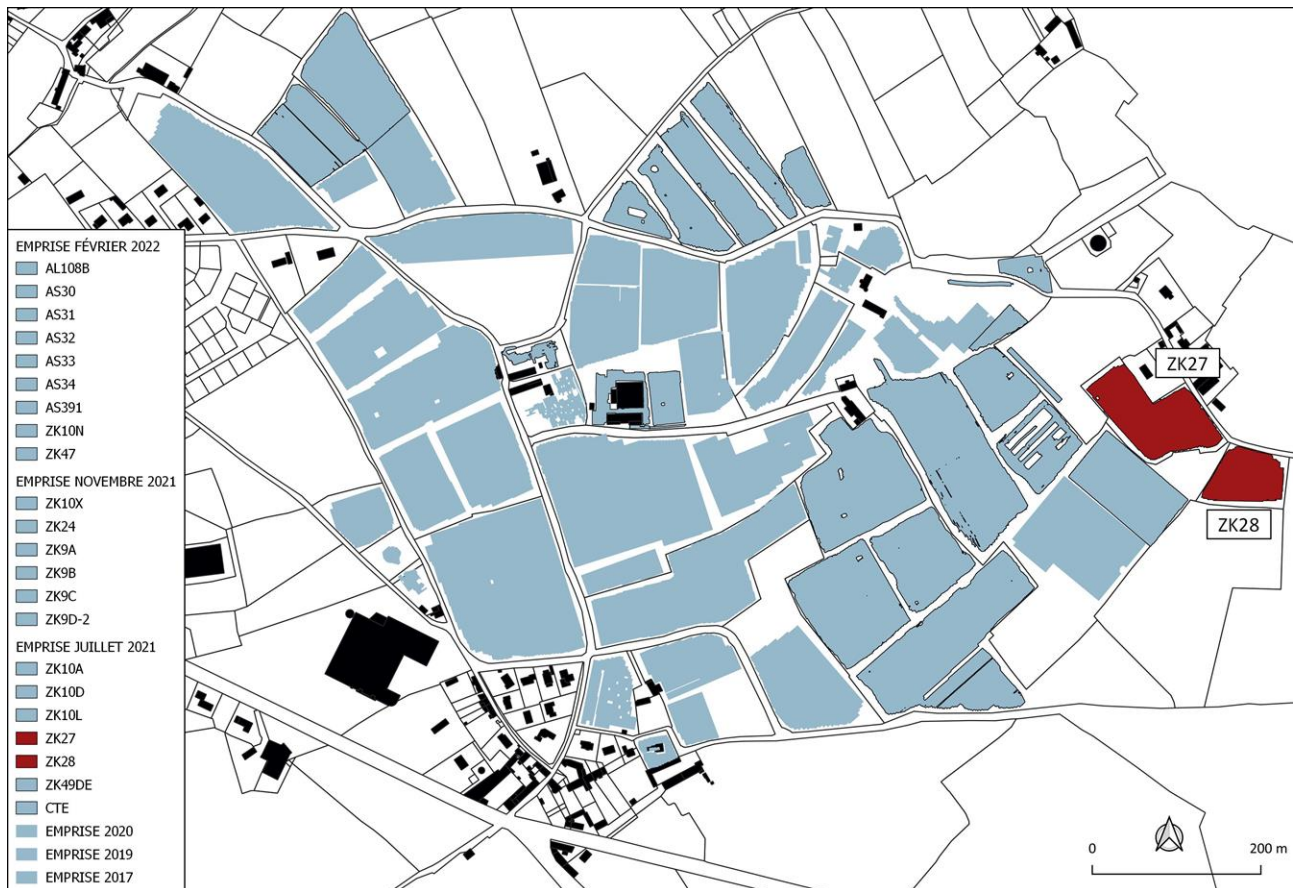 EMPRISE FÉVRIER 2022
AL108B
AS30
AS31
AS32
AS33
AS34
AS391
ZK10N
ZK47
EMPRISE NOVEMBRE 2021
ZK10X
ZK24
ZK9A
ZK9B
ZK9C
ZK9D-2
EMPRISE JUILLET 2021
ZK10A
ZK10D
ZK10L
ZK27
ZK28
ZK49DE
CTE
EMPRISE 2020
EMPRISE 2019
EMPRISE 2017
ZK27
ZK28
0 200 m